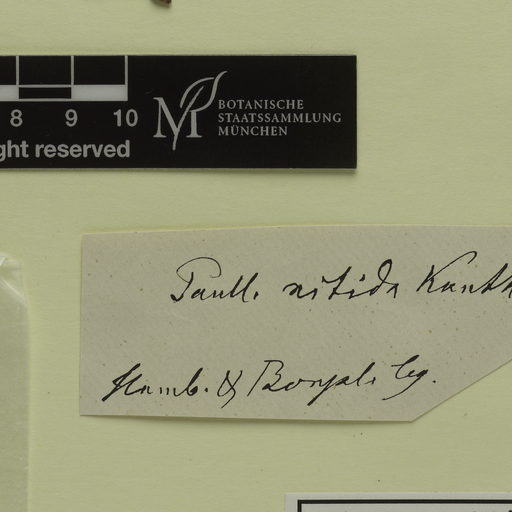 8 9 10
ght reserved
M
BOTANISCHE
STAATSSAMMLUNG
MÜNCHEN
Paull. nitida Kunth
Humb. & Bonpl. leg.